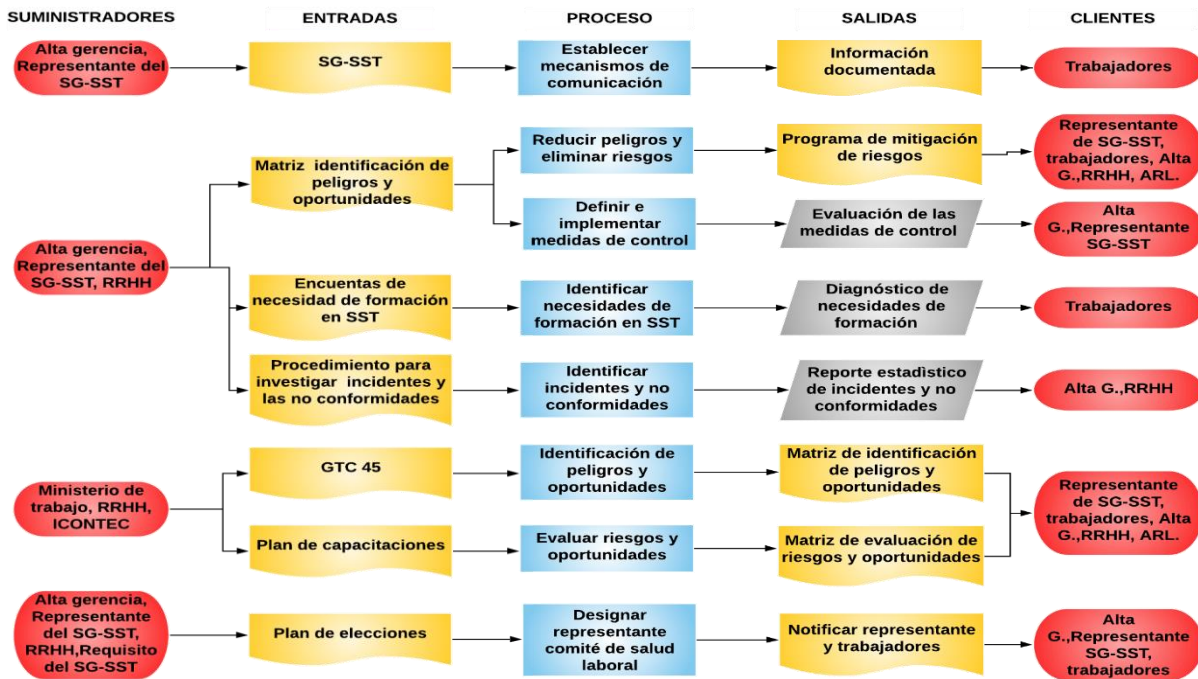 SUMINISTRADORES
ENTRADAS
PROCESO
SALIDAS
CLIENTES
Alta gerencia,
Representante del
SG-SST
SG-SST
Establecer
mecanismos de
comunicación
Información
documentada
Trabajadores
Alta gerencia,
Representante del
SG-SST, RRHH
Matriz identificación de
peligros y
oportunidades
Reducir peligros y
eliminar riesgos
Programa de mitigación
de riesgos
Representante
de SG-SST,
trabajadores, Alta
G.,RRHH, ARL.
Definir e
implementar
medidas de control
Evaluación de las
medidas de control
Alta
G.,Representante
SG-SST
Encuentas de
necesidad de formación
en SST
Identificar
necesidades de
formación en SST
Diagnóstico de
necesidades de
formación
Trabajadores
Procedimiento para
investigar incidentes y
las no conformidades
Identificar
incidentes y no
conformidades
Reporte estadìstico
de incidentes y no
conformidades
Alta G.,RRHH
Ministerio de
trabajo, RRHH,
ICONTEC
GTC 45
Identificación de
peligros y
oportunidades
Matriz de identificación
de peligros y
oportunidades
Representante
de SG-SST,
trabajadores, Alta
G.,RRHH, ARL.
Plan de capacitaciones
Evaluar riesgos y
oportunidades
Matriz de evaluación de
riesgos y oportunidades
Alta gerencia,
Representante
del SG-SST,
RRHH,Requisito
del SG-SST
Plan de elecciones
Designar
representante
comité de salud
laboral
Notificar representante
y trabajadores
Alta
G.,Representante
SG-SST,
trabajadores